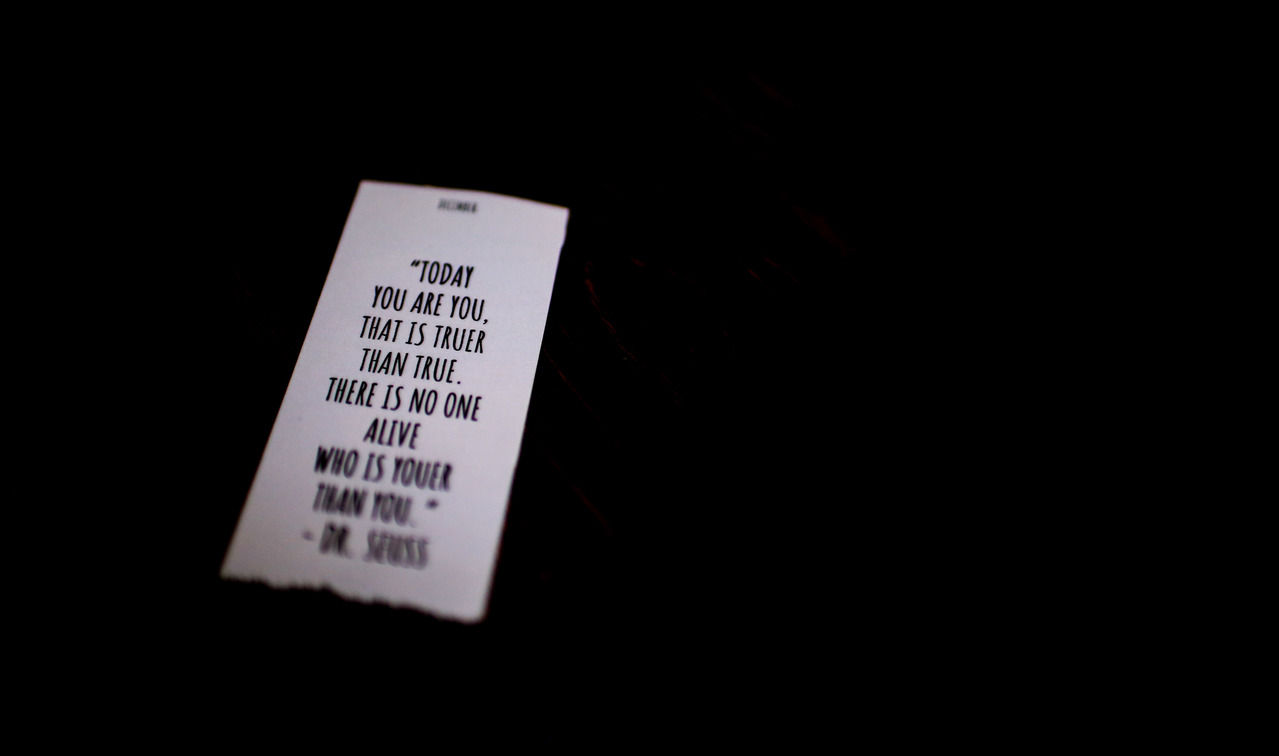 DECEMBER
“TODAY
YOU ARE YOU,
THAT IS TRUER
THAN TRUE.
THERE IS NO ONE
ALIVE
WHO IS YOUER
THAN YOU. ”
- DR. SEUSS